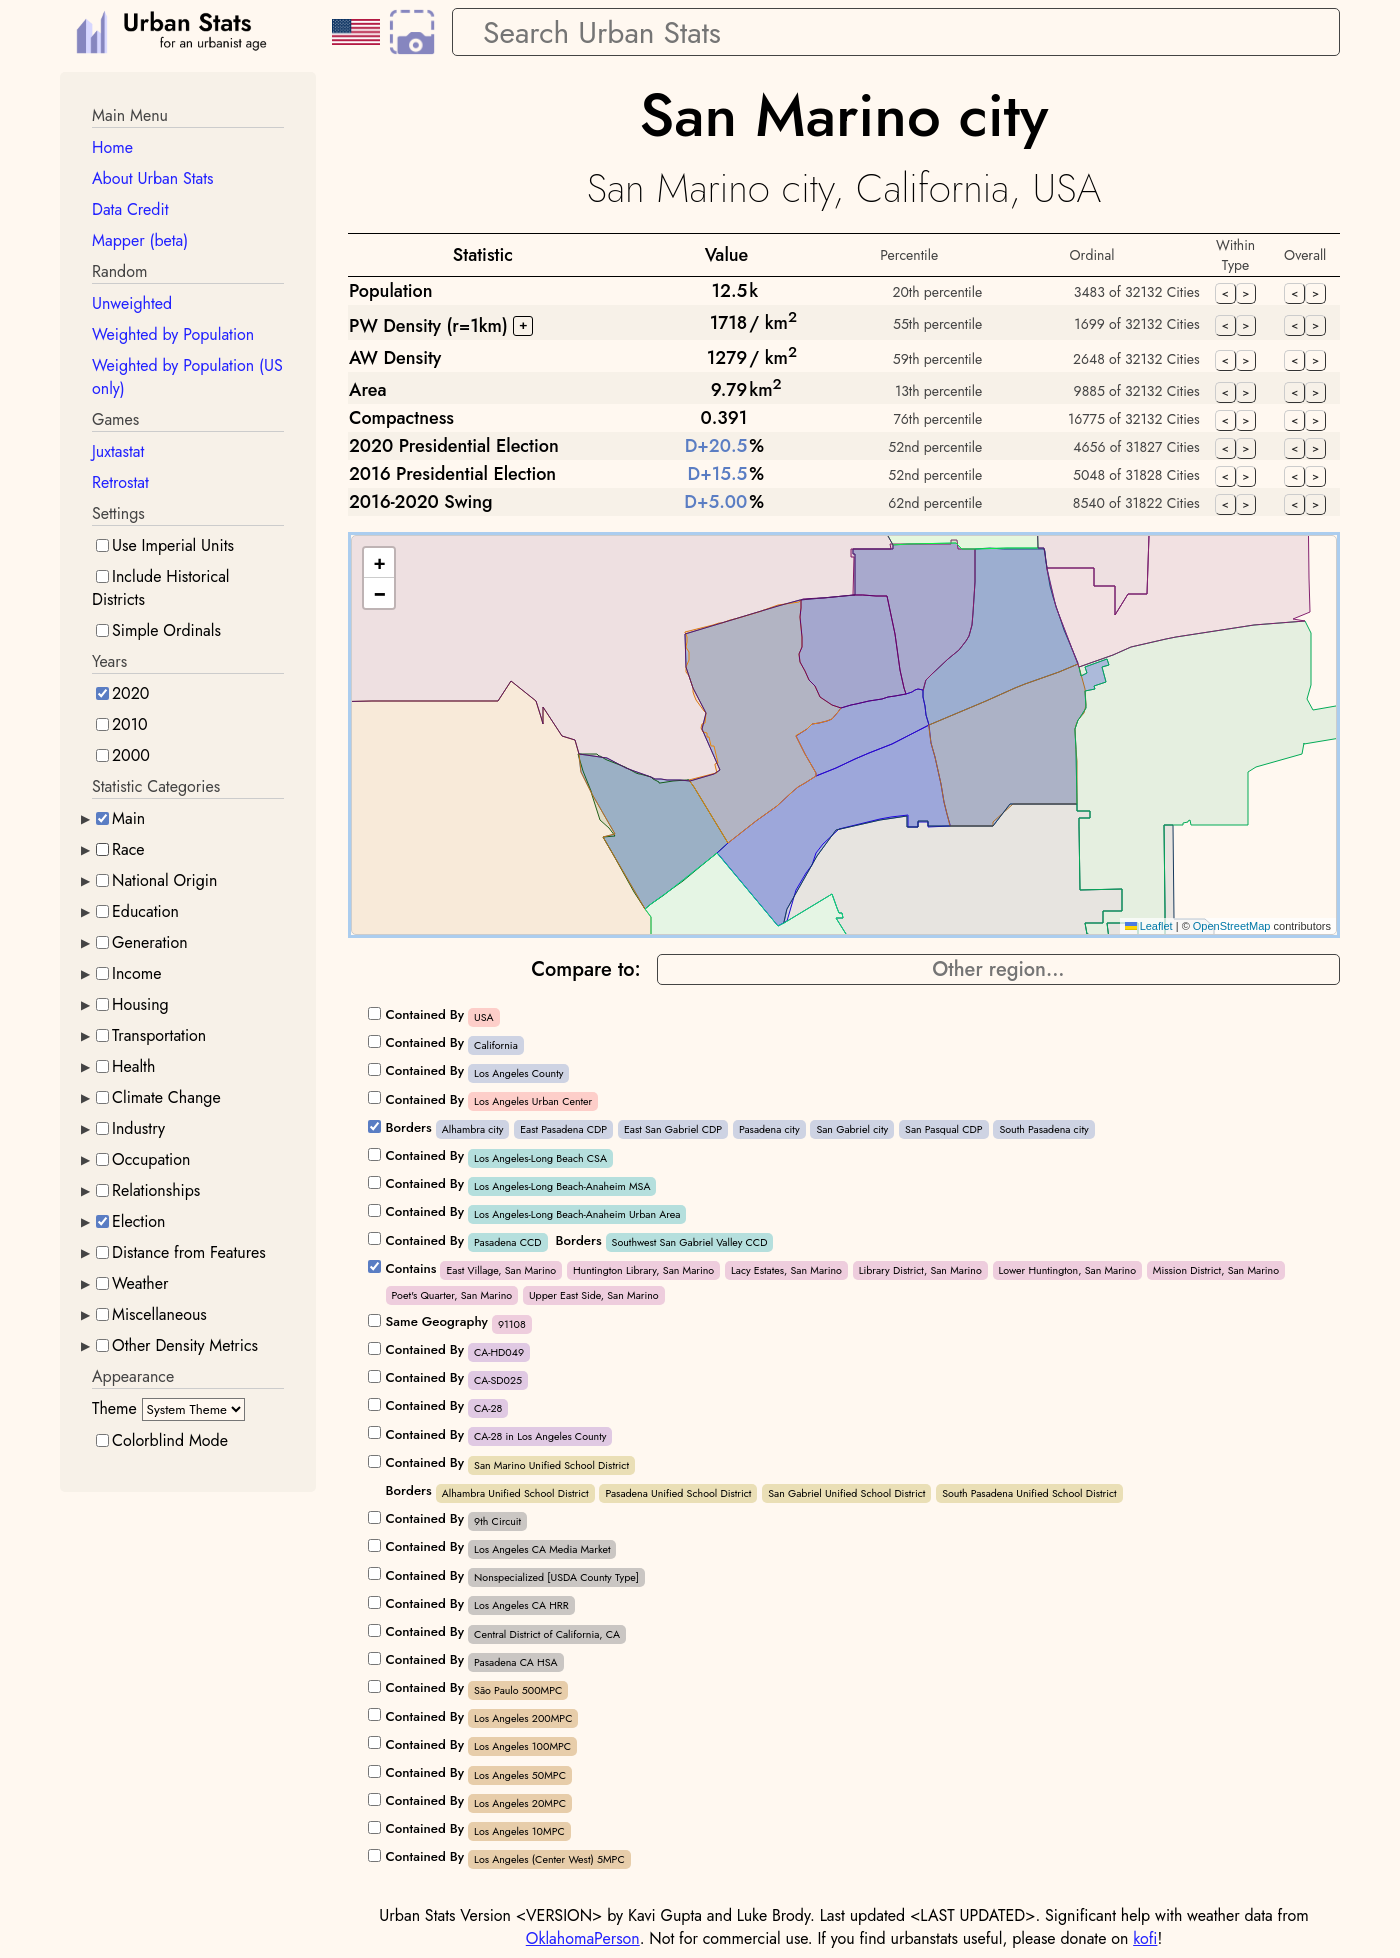 Urban Stats
for an urbanist age
Search Urban Stats
Main Menu
Home
About Urban Stats
Data Credit
Mapper (beta)
Random
Unweighted
Weighted by Population
Weighted by Population (US
only)
Games
Juxtastat
Retrostat
Settings
Use Imperial Units
Include Historical
Districts
Simple Ordinals
Years
2020
2010
2000
Statistic Categories
Main
Race
National Origin
Education
Generation
Income
Housing
Transportation
Health
Climate Change
Industry
Occupation
Relationships
Election
Distance from Features
Weather
Miscellaneous
Other Density Metrics
Appearance
Theme System Theme
Colorblind Mode
San Marino city
San Marino city, California, USA
Statistic Value Percentile Ordinal Within Type Overall
Population 12.5 k 20th percentile 3483 of 32132 Cities < > < >
PW Density (r=1km) + 1718 / km2 55th percentile 1699 of 32132 Cities < > < >
AW Density 1279 / km2 59th percentile 2648 of 32132 Cities < > < >
Area 9.79 km2 13th percentile 9885 of 32132 Cities < > < >
Compactness 0.391 76th percentile 16775 of 32132 Cities < > < >
2020 Presidential Election D+20.5% 52nd percentile 4656 of 31827 Cities < > < >
2016 Presidential Election D+15.5% 52nd percentile 5048 of 31828 Cities < > < >
2016-2020 Swing D+5.00% 62nd percentile 8540 of 31822 Cities < > < >
+
−
Leaflet | © OpenStreetMap contributors
Compare to: Other region...
Contained By USA
Contained By California
Contained By Los Angeles County
Contained By Los Angeles Urban Center
Borders Alhambra city East Pasadena CDP East San Gabriel CDP Pasadena city San Gabriel city San Pasqual CDP South Pasadena city
Contained By Los Angeles-Long Beach CSA
Contained By Los Angeles-Long Beach-Anaheim MSA
Contained By Los Angeles-Long Beach-Anaheim Urban Area
Contained By Pasadena CCD Borders Southwest San Gabriel Valley CCD
Contains East Village, San Marino Huntington Library, San Marino Lacy Estates, San Marino Library District, San Marino Lower Huntington, San Marino Mission District, San Marino
Poet's Quarter, San Marino Upper East Side, San Marino
Same Geography 91108
Contained By CA-HD049
Contained By CA-SD025
Contained By CA-28
Contained By CA-28 in Los Angeles County
Contained By San Marino Unified School District
Borders Alhambra Unified School District Pasadena Unified School District San Gabriel Unified School District South Pasadena Unified School District
Contained By 9th Circuit
Contained By Los Angeles CA Media Market
Contained By Nonspecialized [USDA County Type]
Contained By Los Angeles CA HRR
Contained By Central District of California, CA
Contained By Pasadena CA HSA
Contained By São Paulo 500MPC
Contained By Los Angeles 200MPC
Contained By Los Angeles 100MPC
Contained By Los Angeles 50MPC
Contained By Los Angeles 20MPC
Contained By Los Angeles 10MPC
Contained By Los Angeles (Center West) 5MPC
Urban Stats Version <VERSION> by Kavi Gupta and Luke Brody. Last updated <LAST UPDATED>. Significant help with weather data from
OklahomaPerson. Not for commercial use. If you find urbanstats useful, please donate on kofi!